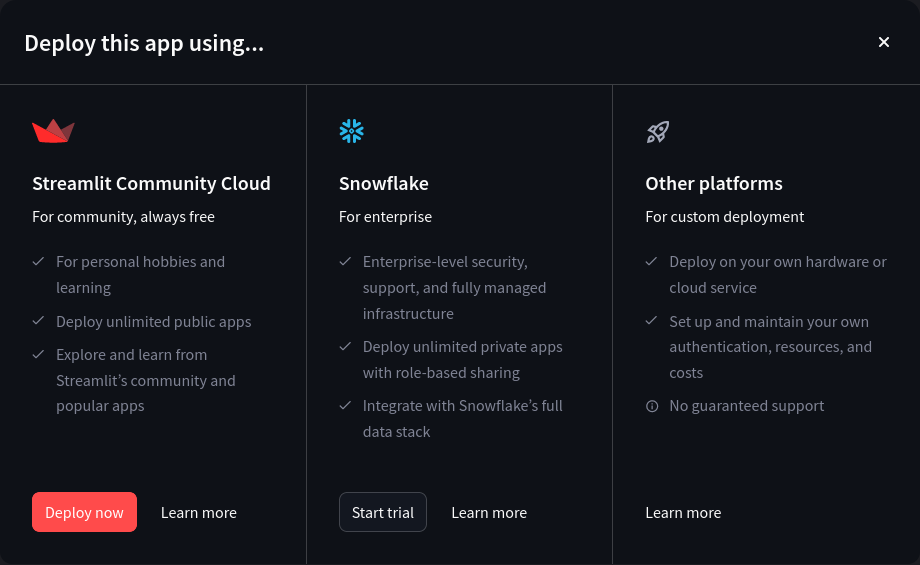 Deploy this app using...
Streamlit Community Cloud
For community, always free
For personal hobbies and
learning
Deploy unlimited public apps
Explore and learn from
Streamlit’s community and
popular apps
Deploy now
Learn more
Snowflake
For enterprise
Enterprise-level security,
support, and fully managed
infrastructure
Deploy unlimited private apps
with role-based sharing
Integrate with Snowflake’s full
data stack
Start trial
Learn more
Other platforms
For custom deployment
Deploy on your own hardware or
cloud service
Set up and maintain your own
authentication, resources, and
costs
No guaranteed support
Learn more